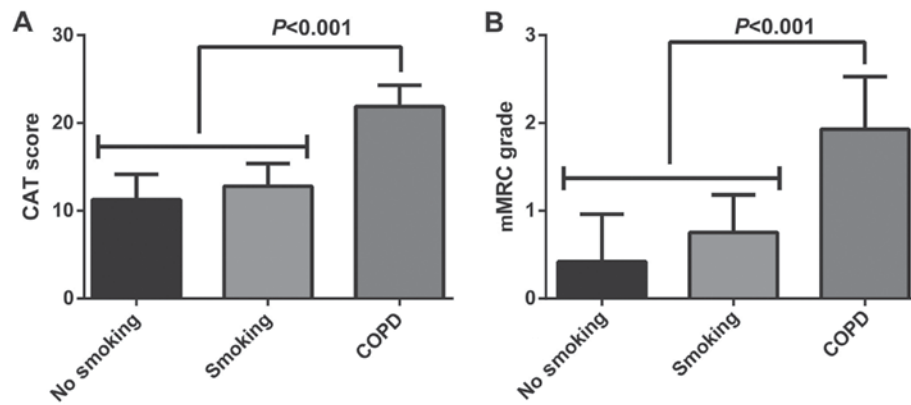 A
P<0.001
30
20
10
0
CAT score
No smoking
Smoking
COPD
B
P<0.001
3
2
1
0
mMRC grade
No smoking
Smoking
COPD